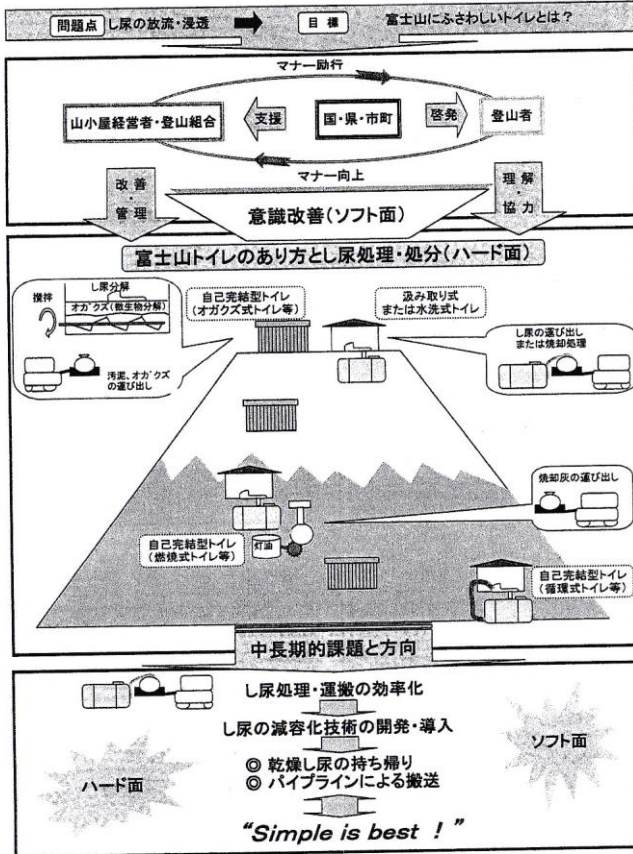 問題点 し尿の放流・浸透
目標
富士山にふさわしいトイレとは?
マナー励行
山小屋経営者・登山組合
支援
国・県・市町
啓発
登山者
マナー向上
改善・管理
意識改善(ソフト面)
理解・協力
富士山トイレのあり方とし尿処理・処分(ハード面)
し尿分解
攪拌
オガクズ(微生物分解)
汚泥、オガクズ
の運び出し
自己完結型トイレ
(オガクズ式トイレ等)
汲み取り式
または水洗式トイレ
し尿の運び出し
または焼却処理
焼却灰の運び出し
自己完結型トイレ
(燃焼式トイレ等)
灯油
自己完結型トイレ
(循環式トイレ等)
中長期的課題と方向
し尿処理・運搬の効率化
し尿の減容化技術の開発・導入
◎ 乾燥し尿の持ち帰り
◎ パイプラインによる搬送
ハード面
ソフト面
“Simple is best ! ”